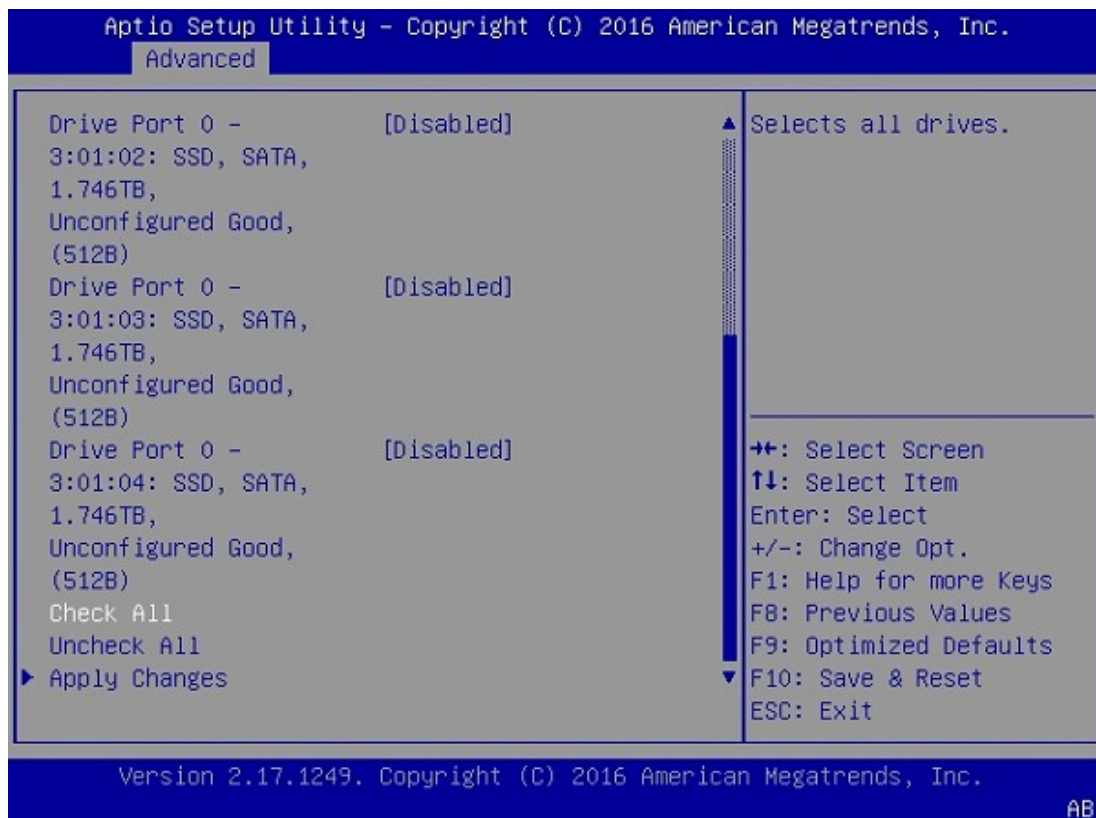 Aptio Setup Utility – Copyright (C) 2016 American Megatrends, Inc.
Advanced
Drive Port 0 – [Disabled]
3:01:02: SSD, SATA,
1.746TB,
Unconfigured Good,
(512B)
Drive Port 0 – [Disabled]
3:01:03: SSD, SATA,
1.746TB,
Unconfigured Good,
(512B)
Drive Port 0 – [Disabled]
3:01:04: SSD, SATA,
1.746TB,
Unconfigured Good,
(512B)
Check All
Uncheck All
▶ Apply Changes
Selects all drives.
→←: Select Screen
↑↓: Select Item
Enter: Select
+/-: Change Opt.
F1: Help for more Keys
F8: Previous Values
F9: Optimized Defaults
F10: Save & Reset
ESC: Exit
Version 2.17.1249. Copyright (C) 2016 American Megatrends, Inc.
AB